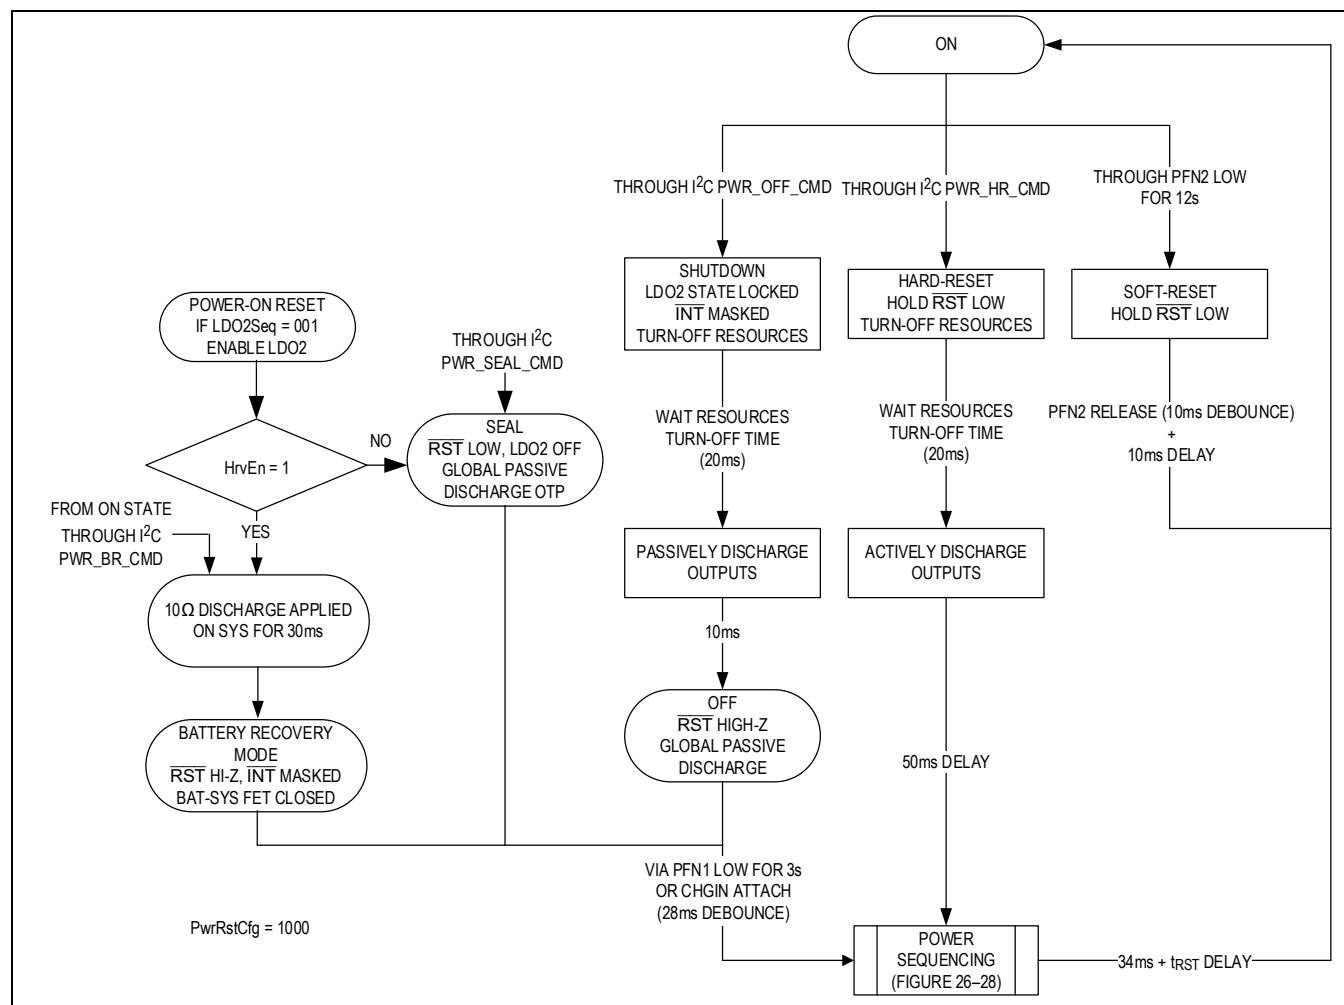 ON
THROUGH I²C PWR_OFF_CMD
THROUGH I²C PWR_HR_CMD
THROUGH PFN2 LOW
FOR 12s
SHUTDOWN
LDO2 STATE LOCKED
INT MASKED
TURN-OFF RESOURCES
HARD-RESET
HOLD RST LOW
TURN-OFF RESOURCES
SOFT-RESET
HOLD RST LOW
POWER-ON RESET
IF LDO2Seq = 001
ENABLE LDO2
THROUGH I²C
PWR_SEAL_CMD
HrvEn = 1
NO
SEAL
RST LOW, LDO2 OFF
GLOBAL PASSIVE
DISCHARGE OTP
WAIT RESOURCES
TURN-OFF TIME
(20ms)
WAIT RESOURCES
TURN-OFF TIME
(20ms)
PFN2 RELEASE (10ms DEBOUNCE)
+
10ms DELAY
FROM ON STATE
THROUGH I²C
PWR_BR_CMD
YES
PASSIVELY DISCHARGE
OUTPUTS
ACTIVELY DISCHARGE
OUTPUTS
10Ω DISCHARGE APPLIED
ON SYS FOR 30ms
10ms
OFF
RST HIGH-Z
GLOBAL PASSIVE
DISCHARGE
BATTERY RECOVERY
MODE
RST HI-Z, INT MASKED
BAT-SYS FET CLOSED
50ms DELAY
VIA PFN1 LOW FOR 3s
OR CHGIN ATTACH
(28ms DEBOUNCE)
PwrRstCfg = 1000
POWER
SEQUENCING
(FIGURE 26–28)
34ms + tRST DELAY